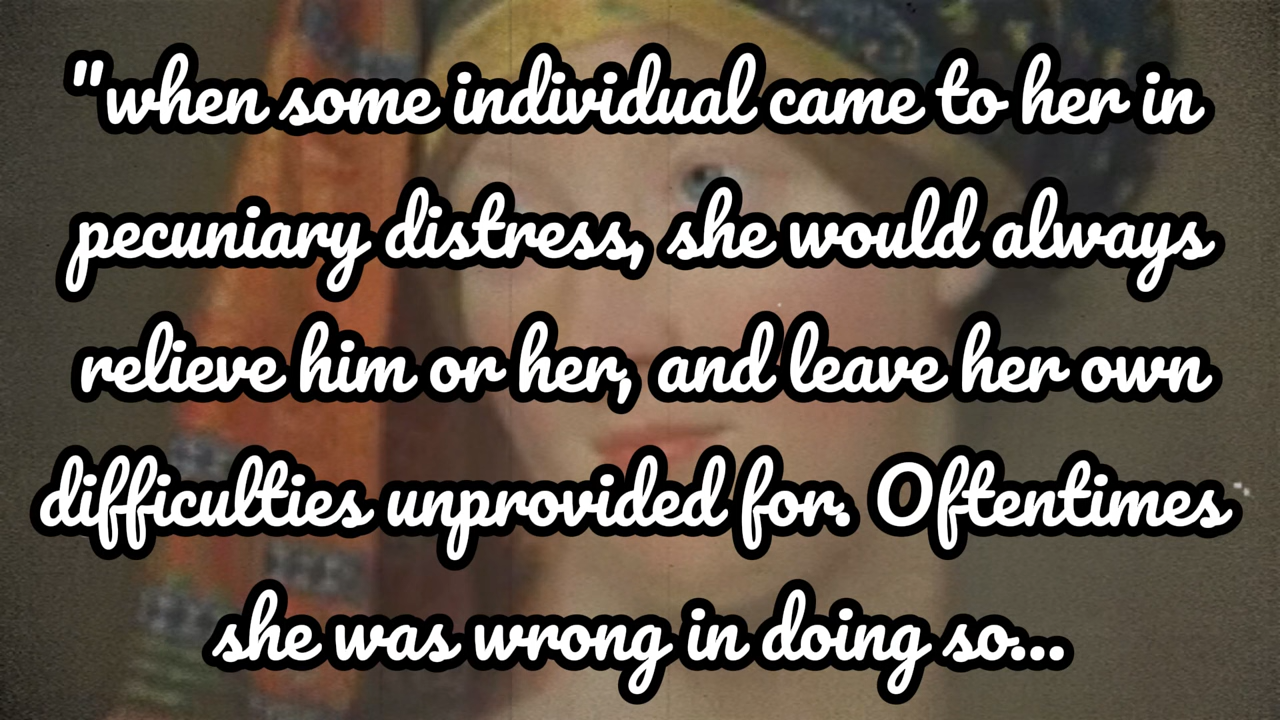 "when some individual came to her in
pecuniary distress, she would always
relieve him or her, and leave her own
difficulties unprovided for. Oftentimes
she was wrong in doing so...